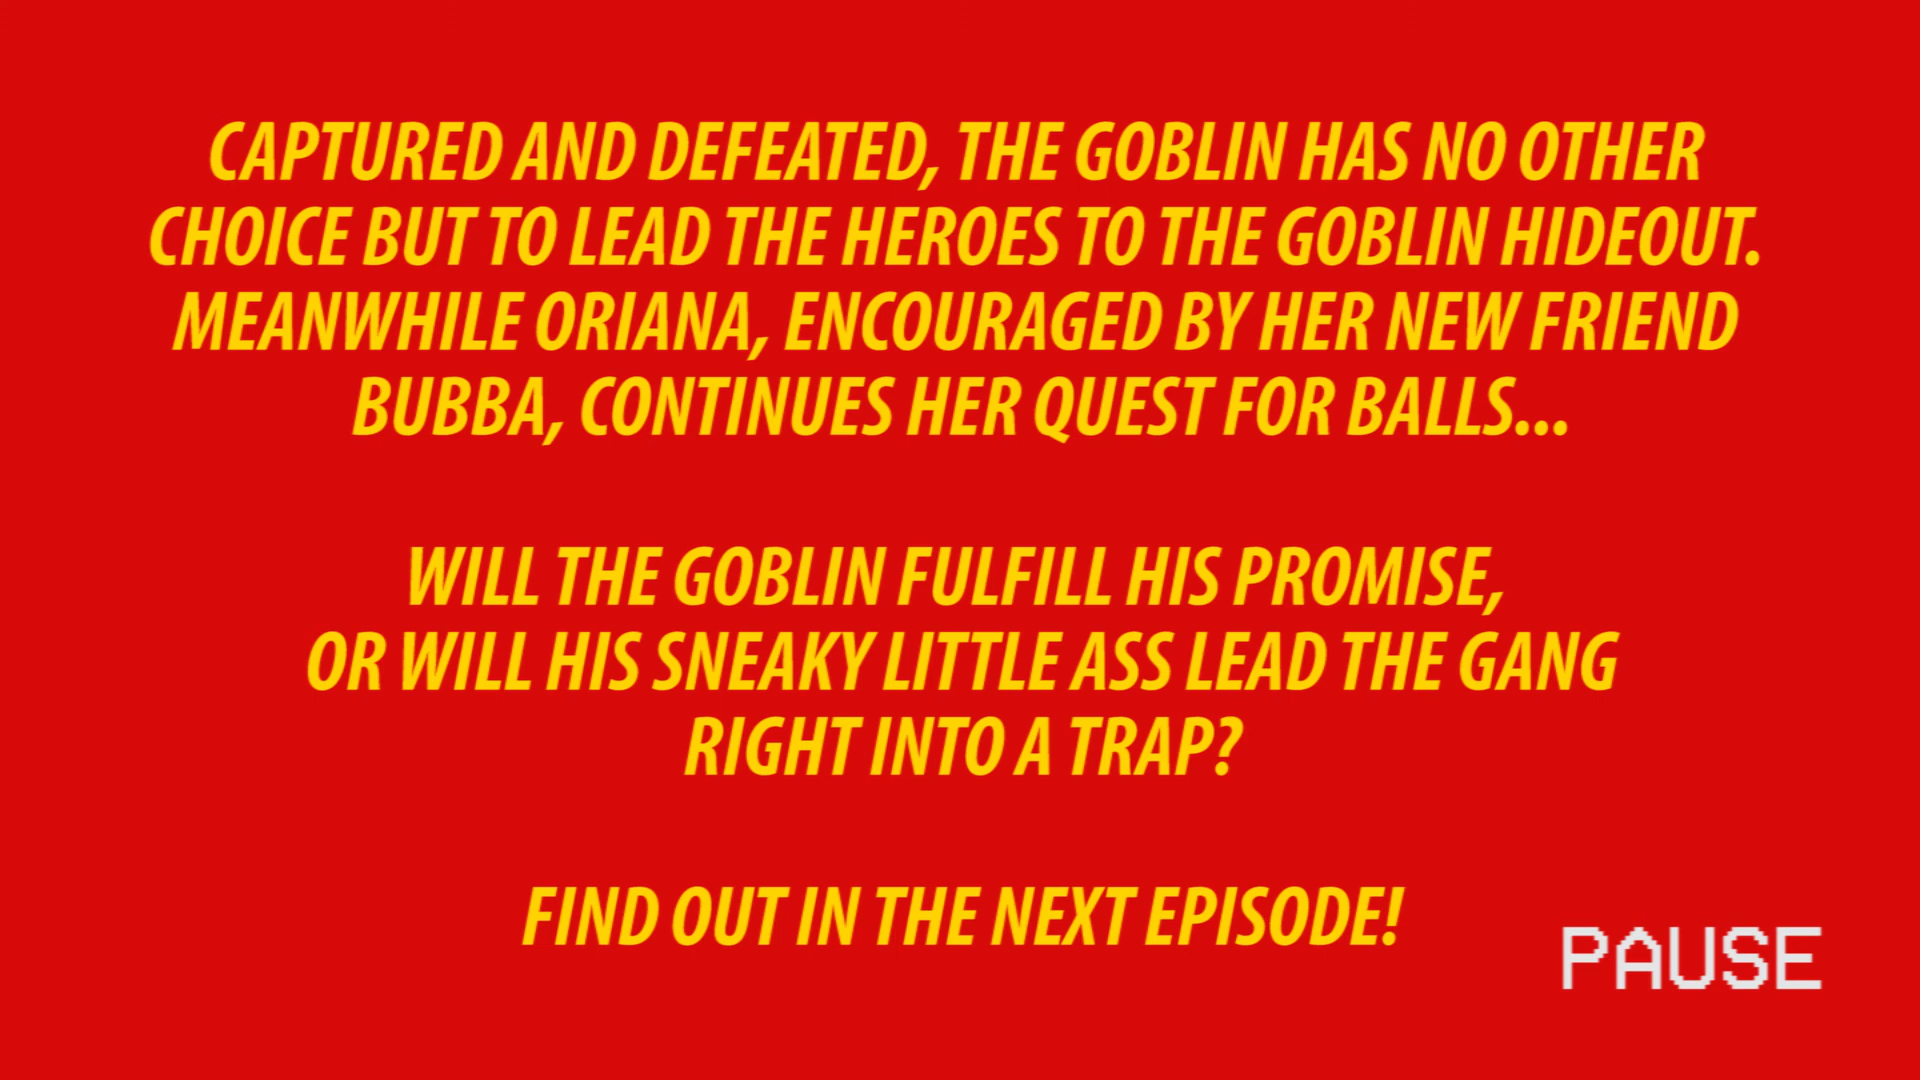 CAPTURED AND DEFEATED, THE GOBLIN HAS NO OTHER
CHOICE BUT TO LEAD THE HEROES TO THE GOBLIN HIDEOUT.
MEANWHILE ORIANA, ENCOURAGED BY HER NEW FRIEND
BUBBA, CONTINUES HER QUEST FOR BALLS...
WILL THE GOBLIN FULFILL HIS PROMISE,
OR WILL HIS SNEAKY LITTLE ASS LEAD THE GANG
RIGHT INTO A TRAP?
FIND OUT IN THE NEXT EPISODE!
PAUSE